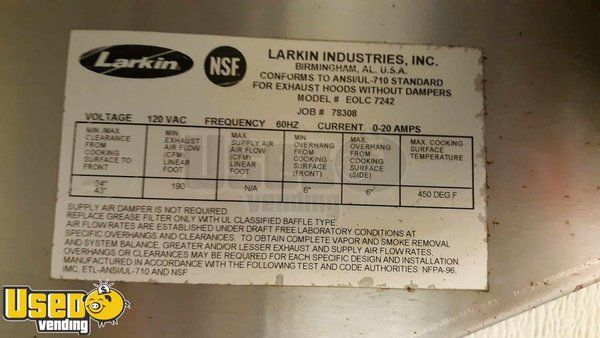 Larkin
NSF
LARKIN INDUSTRIES, INC.
BIRMINGHAM, AL. U.S.A.
CONFORMS TO ANSI/UL-710 STANDARD
FOR EXHAUST HOODS WITHOUT DAMPERS
MODEL # EOLC 7242
JOB # 78308
VOLTAGE 120 VAC FREQUENCY 60HZ CURRENT 0-20 AMPS
MIN./MAX. CLEARANCE FROM COOKING SURFACE TO FRONT
MIN EXHAUST AIR FLOW (CFM) LINEAR FOOT
MAX. SUPPLY AIR AIR FLOW (CFM) LINEAR FOOT
MIN OVERHANG FROM COOKING SURFACE (FRONT)
MAX OVERHANG FROM COOKING SURFACE (SIDE)
MAX. COOKING SURFACE TEMPERATURE
190 N/A 6" 6" 450 DEG F
SUPPLY AIR DAMPER IS NOT REQUIRED.
REPLACE GREASE FILTER ONLY WITH UL CLASSIFIED BAFFLE TYPE.
AIR FLOW RATES ARE ESTABLISHED UNDER DRAFT FREE LABORATORY CONDITIONS AT
SPECIFIC OVERHANGS AND CLEARANCES. TO OBTAIN COMPLETE VAPOR AND SMOKE REMOVAL
AND SYSTEM BALANCE, GREATER AND/OR LESSER EXHAUST AND SUPPLY AIR FLOW RATES,
OVERHANGS OR CLEARANCES MAY BE REQUIRED FOR EACH SPECIFIC DESIGN AND INSTALLATION.
MANUFACTURED IN ACCORDANCE WITH THE FOLLOWING TEST AND CODE AUTHORITIES: NFPA-96,
IMC, ETL-ANSI/UL-710 AND NSF
Used
vending